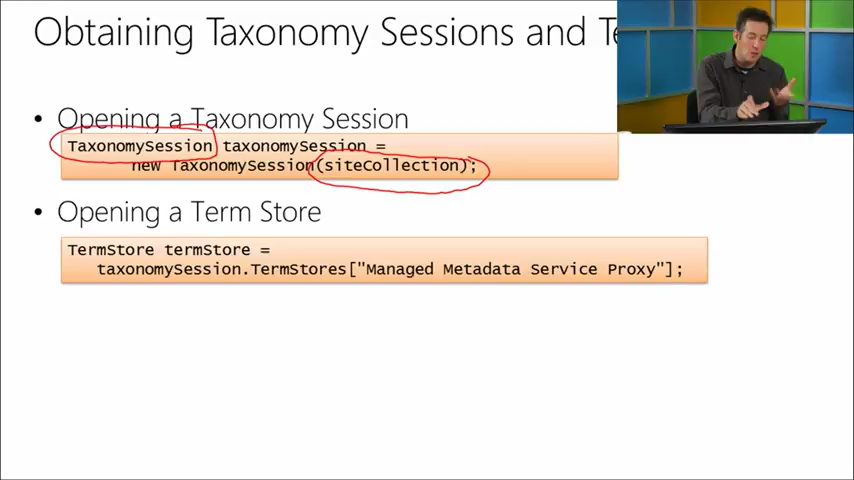 Obtaining Taxonomy Sessions and
• Opening a Taxonomy Session
TaxonomySession taxonomySession =
new TaxonomySession(siteCollection);
• Opening a Term Store
TermStore termStore =
taxonomySession.TermStores["Managed Metadata Service Proxy"];